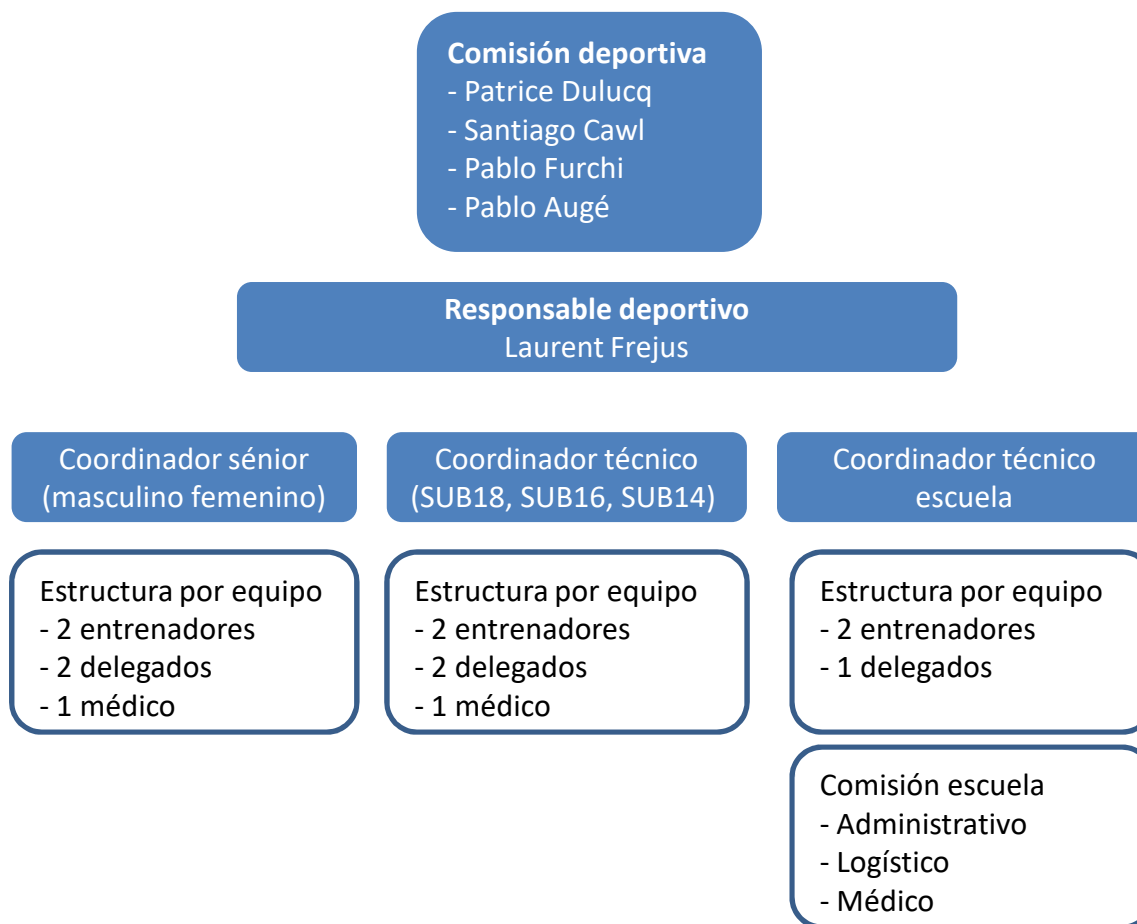 Comisión deportiva
- Patrice Dulucq
- Santiago Cawl
- Pablo Furchi
- Pablo Augé
Responsable deportivo
Laurent Frejus
Coordinador sénior
(masculino femenino)
Estructura por equipo
- 2 entrenadores
- 2 delegados
- 1 médico
Coordinador técnico
(SUB18, SUB16, SUB14)
Estructura por equipo
- 2 entrenadores
- 2 delegados
- 1 médico
Coordinador técnico
escuela
Estructura por equipo
- 2 entrenadores
- 1 delegados
Comisión escuela
- Administrativo
- Logístico
- Médico